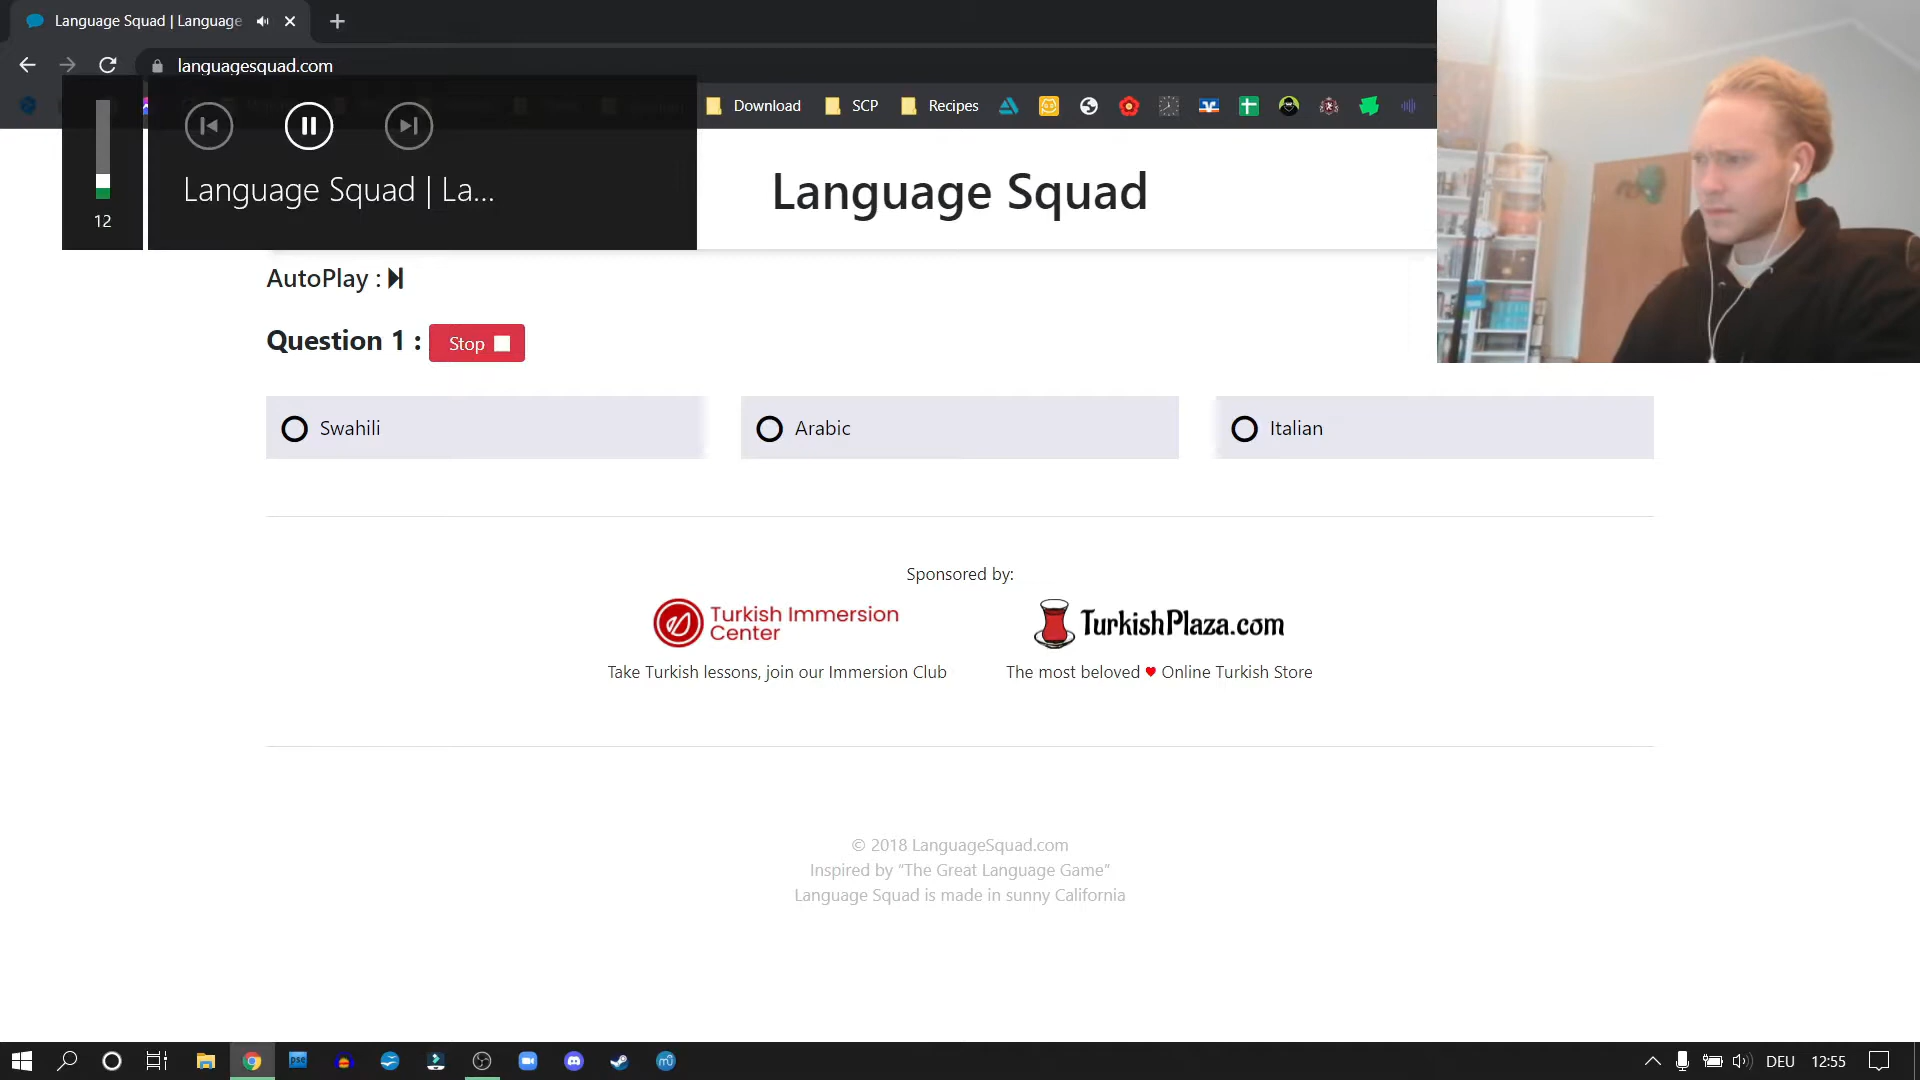 Language Squad | Language
languagesquad.com
Download
SCP
Recipes
12
Language Squad | La...
Language Squad
AutoPlay :
Question 1 : Stop
Swahili
Arabic
Italian
Sponsored by:
Turkish Immersion
Center
TurkishPlaza.com
Take Turkish lessons, join our Immersion Club
The most beloved ♥ Online Turkish Store
© 2018 LanguageSquad.com
Inspired by “The Great Language Game”
Language Squad is made in sunny California
pse
DEU
12:55